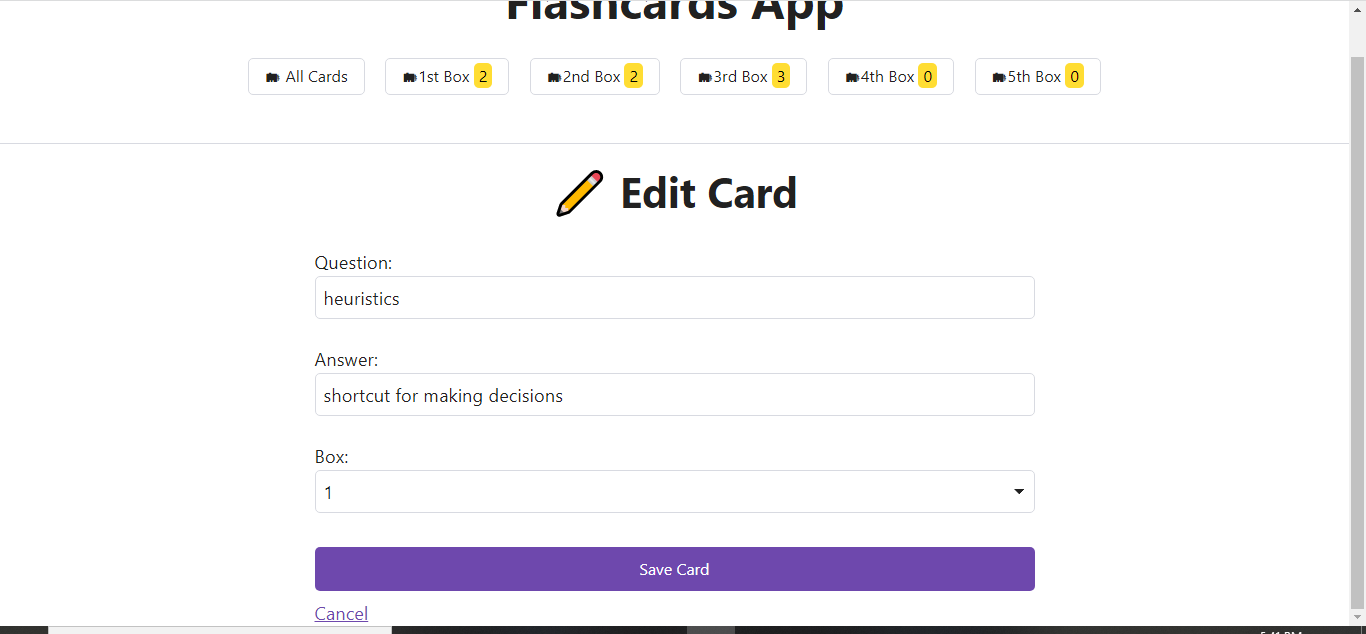 Flashcards App
All Cards 1st Box 2 2nd Box 2 3rd Box 3 4th Box 0 5th Box 0
Edit Card
Question:
heuristics
Answer:
shortcut for making decisions
Box:
1
Save Card
Cancel